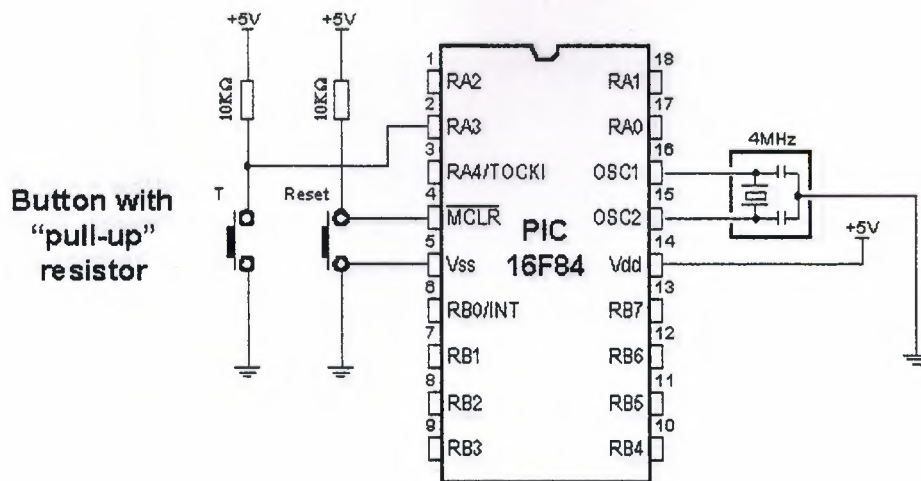 +5V +5V
10KΩ 10KΩ
Button with
"pull-up"
resistor
T Reset
1 RA2
2 RA3
3 RA4/TOCKI
4 MCLR
5 Vss
6 RB0/INT
7 RB1
8 RB2
9 RB3
PIC
16F84
18 RA1
17 RA0
16 OSC1
15 OSC2
14 Vdd
13 RB7
12 RB6
11 RB5
10 RB4
4MHz
+5V